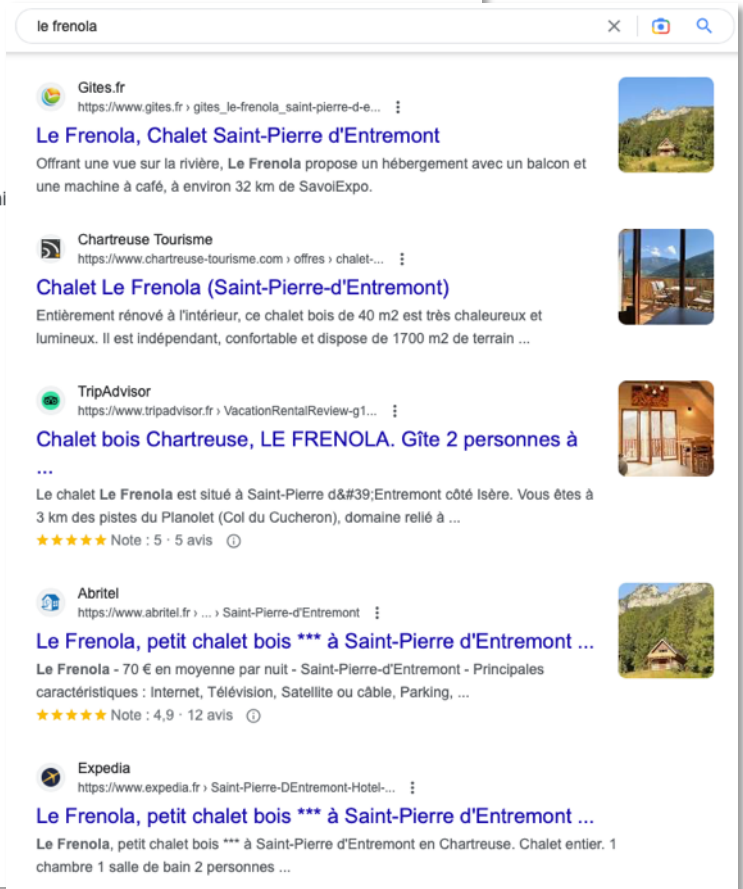 le frenola
Gites.fr
https://www.gites.fr › gites_le-frenola_saint-pierre-d-e...
Le Frenola, Chalet Saint-Pierre d'Entremont
Offrant une vue sur la rivière, Le Frenola propose un hébergement avec un balcon et
une machine à café, à environ 32 km de SavoiExpo.
Chartreuse Tourisme
https://www.chartreuse-tourisme.com › offres › chalet-...
Chalet Le Frenola (Saint-Pierre-d'Entremont)
Entièrement rénové à l'intérieur, ce chalet bois de 40 m2 est très chaleureux et
lumineux. Il est indépendant, confortable et dispose de 1700 m2 de terrain ...
TripAdvisor
https://www.tripadvisor.fr › VacationRentalReview-g1...
Chalet bois Chartreuse, LE FRENOLA. Gîte 2 personnes à
...
Le chalet Le Frenola est situé à Saint-Pierre d&#39;Entremont côté Isère. Vous êtes à
3 km des pistes du Planolet (Col du Cucheron), domaine relié à ...
Note : 5 · 5 avis
Abritel
https://www.abritel.fr › ... › Saint-Pierre-d'Entremont
Le Frenola, petit chalet bois *** à Saint-Pierre d'Entremont ...
Le Frenola - 70 € en moyenne par nuit - Saint-Pierre-d'Entremont - Principales
caractéristiques : Internet, Télévision, Satellite ou câble, Parking, ...
Note : 4,9 · 12 avis
Expedia
https://www.expedia.fr › Saint-Pierre-DEntremont-Hotel-...
Le Frenola, petit chalet bois *** à Saint-Pierre d'Entremont ...
Le Frenola, petit chalet bois *** à Saint-Pierre d'Entremont en Chartreuse. Chalet entier. 1
chambre 1 salle de bain 2 personnes ...